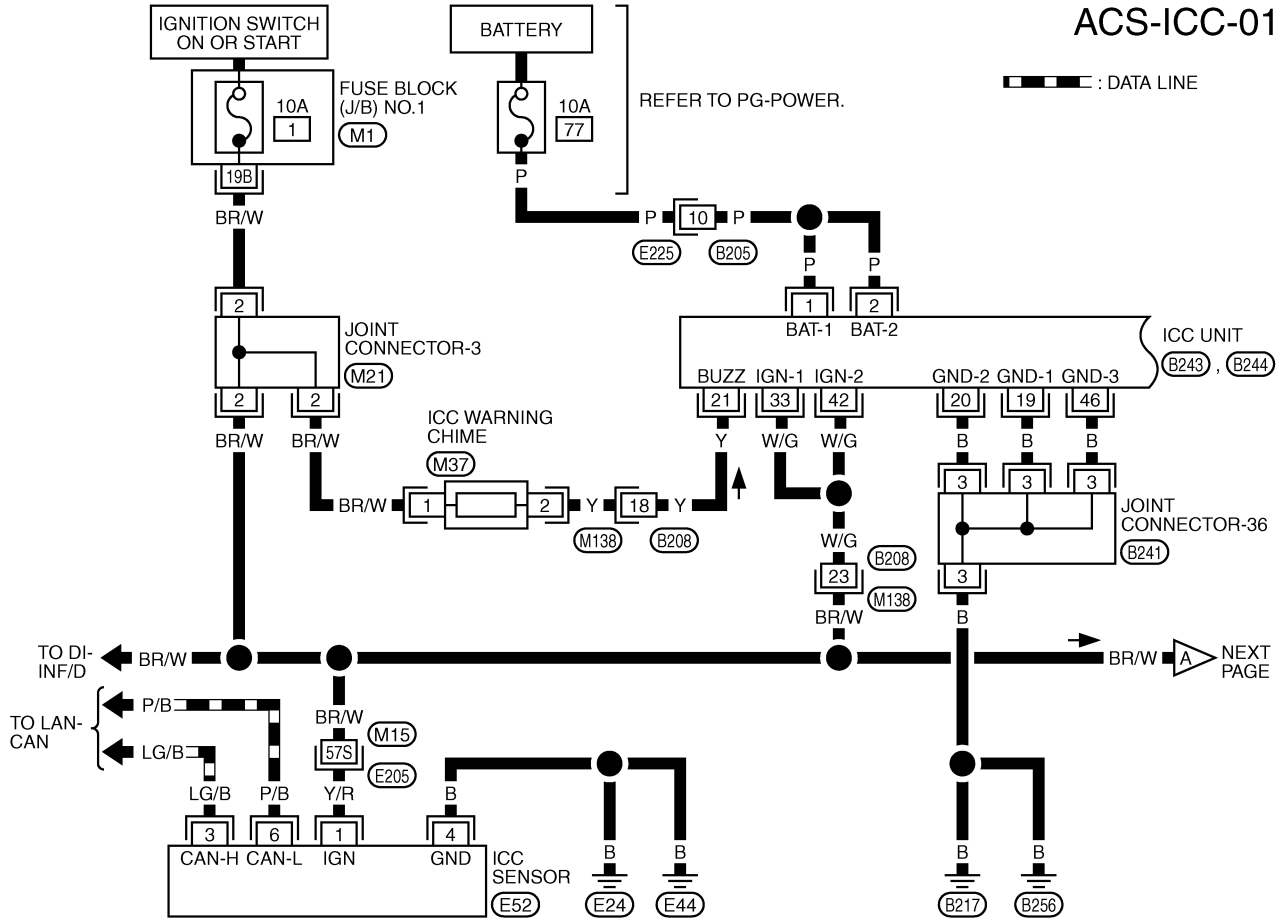 ACS-ICC-01
IGNITION SWITCH
ON OR START
BATTERY
: DATA LINE
FUSE BLOCK
(J/B) NO.1
M1
10A
1
10A
77
REFER TO PG-POWER.
19B
P
BR/W
P
10
P
E225
B205
P
P
2
1
2
BAT-1
BAT-2
JOINT
CONNECTOR-3
M21
ICC UNIT
B243 , B244
BUZZ
IGN-1
IGN-2
GND-2
GND-1
GND-3
2
2
21
33
42
20
19
46
BR/W
BR/W
ICC WARNING
CHIME
M37
Y
W/G
W/G
B
B
B
3
3
3
BR/W
1
2
Y
18
Y
M138
B208
JOINT
CONNECTOR-36
B241
W/G
B208
23
M138
3
BR/W
B
TO DI-
INF/D
BR/W
BR/W
A
NEXT
PAGE
TO LAN-
CAN
P/B
LG/B
BR/W
M15
57S
E205
LG/B
P/B
Y/R
B
3
6
1
4
CAN-H
CAN-L
IGN
GND
ICC
SENSOR
E52
B
B
B
B
E24
E44
B217
B256